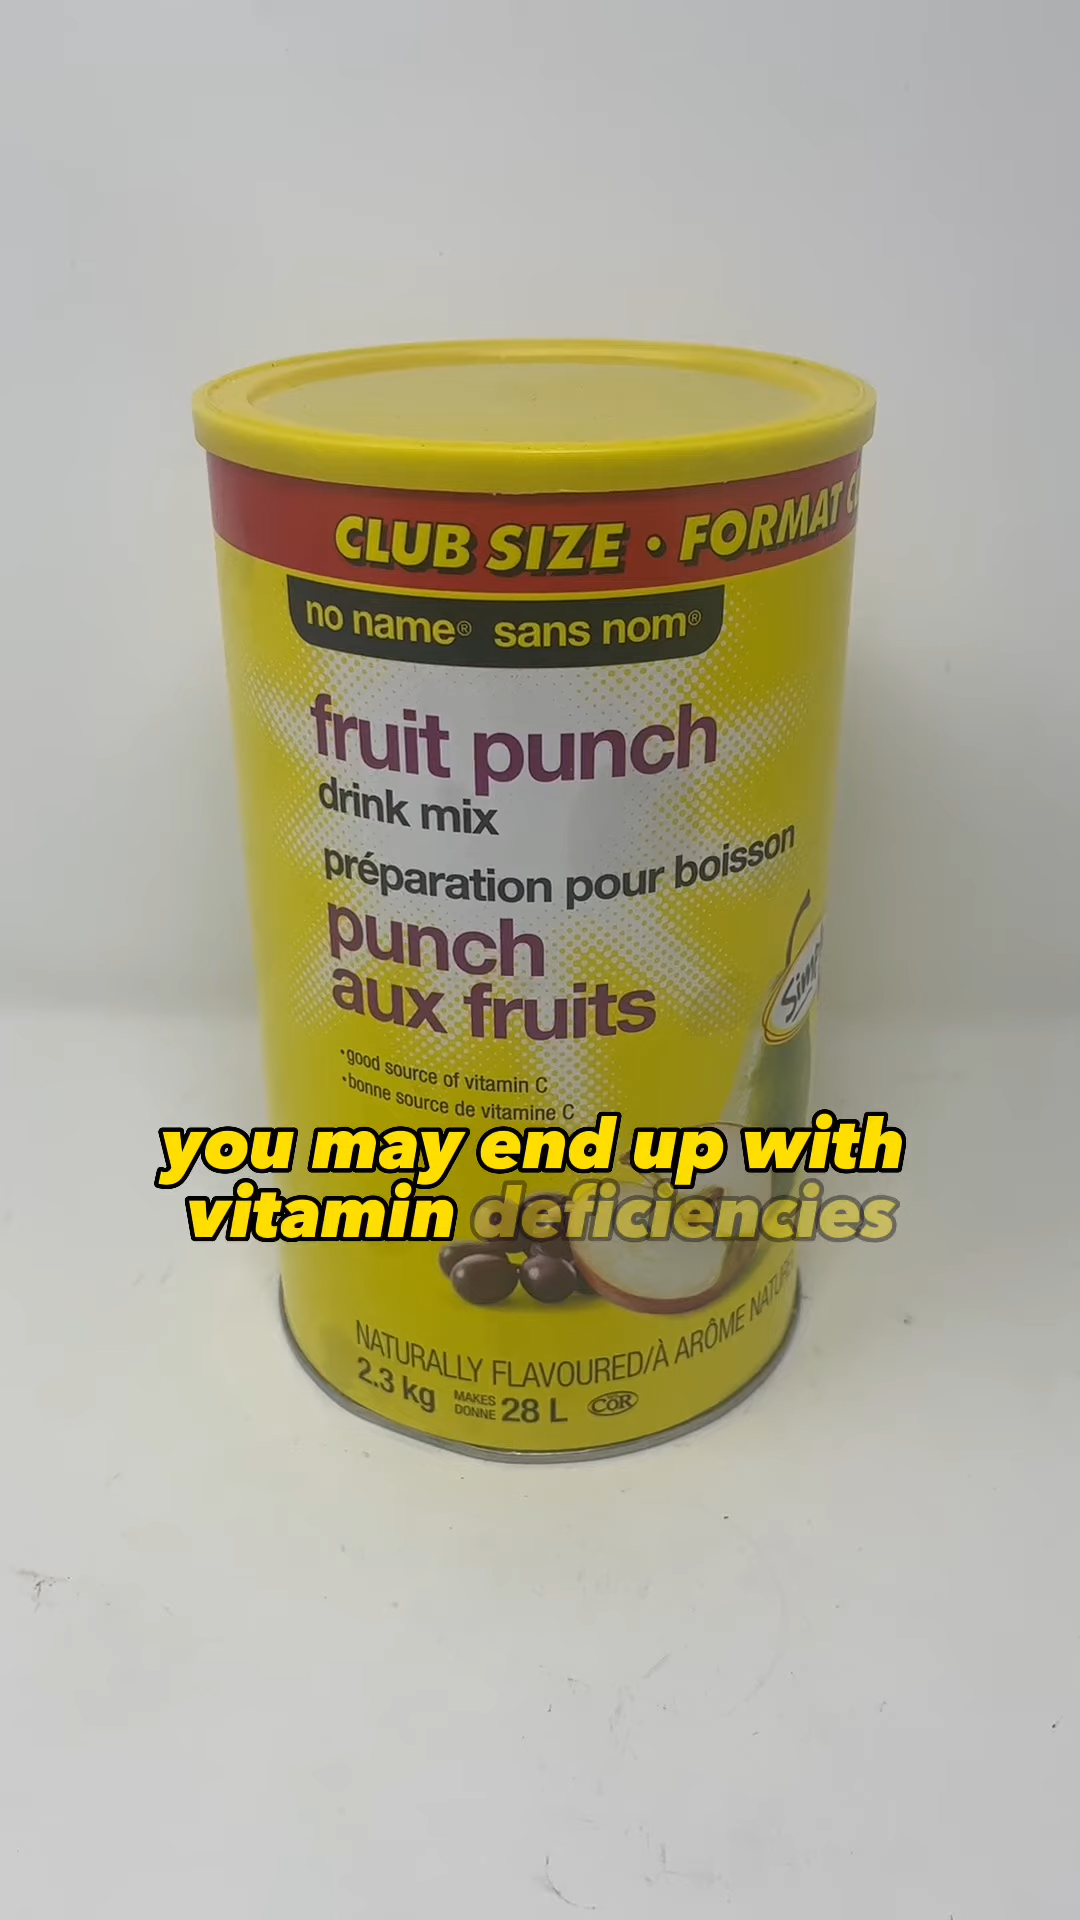 CLUB SIZE • FORMAT
no name® sans nom®
fruit punch
drink mix
préparation pour boisson
punch
aux fruits
•good source of vitamin C
•bonne source de vitamine C
you may end up with
vitamin deficiencies
NATURALLY FLAVOURED/À ARÔME
2.3 kg MAKES DONNE 28 L COR